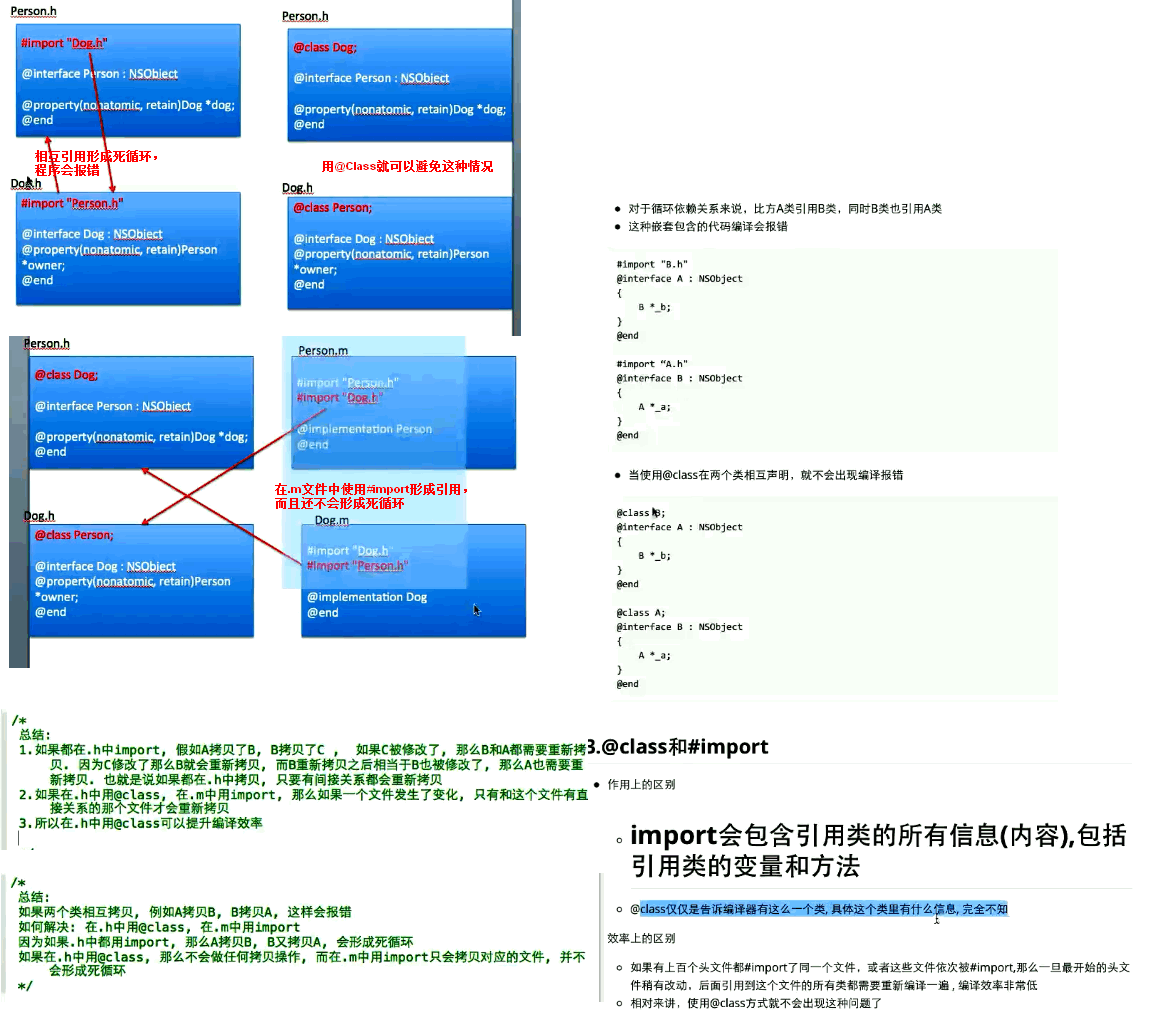 Person.h
#import "Dog.h"
@interface Person : NSObject
@property(nonatomic, retain)Dog *dog;
@end
相互引用形成死循环，
程序会报错
Dog.h
#import "Person.h"
@interface Dog : NSObject
@property(nonatomic, retain)Person
*owner;
@end
Person.h
@class Dog;
@interface Person : NSObject
@property(nonatomic, retain)Dog *dog;
@end
用@Class就可以避免这种情况
Dog.h
@class Person;
@interface Dog : NSObject
@property(nonatomic, retain)Person
*owner;
@end
Person.h
@class Dog;
@interface Person : NSObject
@property(nonatomic, retain)Dog *dog;
@end
Person.m
#import "Person.h"
#import "Dog.h"
@implementation Person
@end
在.m文件中使用#import形成引用，
而且还不会形成死循环
Dog.h
@class Person;
@interface Dog : NSObject
@property(nonatomic, retain)Person
*owner;
@end
Dog.m
#import "Dog.h"
#import "Person.h"
@implementation Dog
@end
/*
总结:
1.如果都在.h中import, 假如A拷贝了B, B拷贝了C , 如果C被修改了, 那么B和A都需要重新拷
贝. 因为C修改了那么B就会重新拷贝, 而B重新拷贝之后相当于B也被修改了, 那么A也需要重
新拷贝. 也就是说如果都在.h中拷贝, 只要有间接关系都会重新拷贝
2.如果在.h中用@class, 在.m中用import, 那么如果一个文件发生了变化, 只有和这个文件有直
接关系的那个文件才会重新拷贝
3.所以在.h中用@class可以提升编译效率
/*
总结:
如果两个类相互拷贝, 例如A拷贝B, B拷贝A, 这样会报错
如何解决: 在.h中用@class, 在.m中用import
因为如果.h中都用import, 那么A拷贝B, B又拷贝A, 会形成死循环
如果在.h中用@class, 那么不会做任何拷贝操作, 而在.m中用import只会拷贝对应的文件, 并不
会形成死循环
*/
• 对于循环依赖关系来说，比方A类引用B类，同时B类也引用A类
• 这种嵌套包含的代码编译会报错
#import "B.h"
@interface A : NSObject
{
B *_b;
}
@end
#import “A.h"
@interface B : NSObject
{
A *_a;
}
@end
• 当使用@class在两个类相互声明，就不会出现编译报错
@class B;
@interface A : NSObject
{
B *_b;
}
@end
@class A;
@interface B : NSObject
{
A *_a;
}
@end
3.@class和#import
• 作用上的区别
import会包含引用类的所有信息(内容),包括
引用类的变量和方法
@class仅仅是告诉编译器有这么一个类, 具体这个类里有什么信息, 完全不知
效率上的区别
如果有上百个头文件都#import了同一个文件，或者这些文件依次被#import,那么一旦最开始的头文
件稍有改动，后面引用到这个文件的所有类都需要重新编译一遍 , 编译效率非常低
相对来讲，使用@class方式就不会出现这种问题了